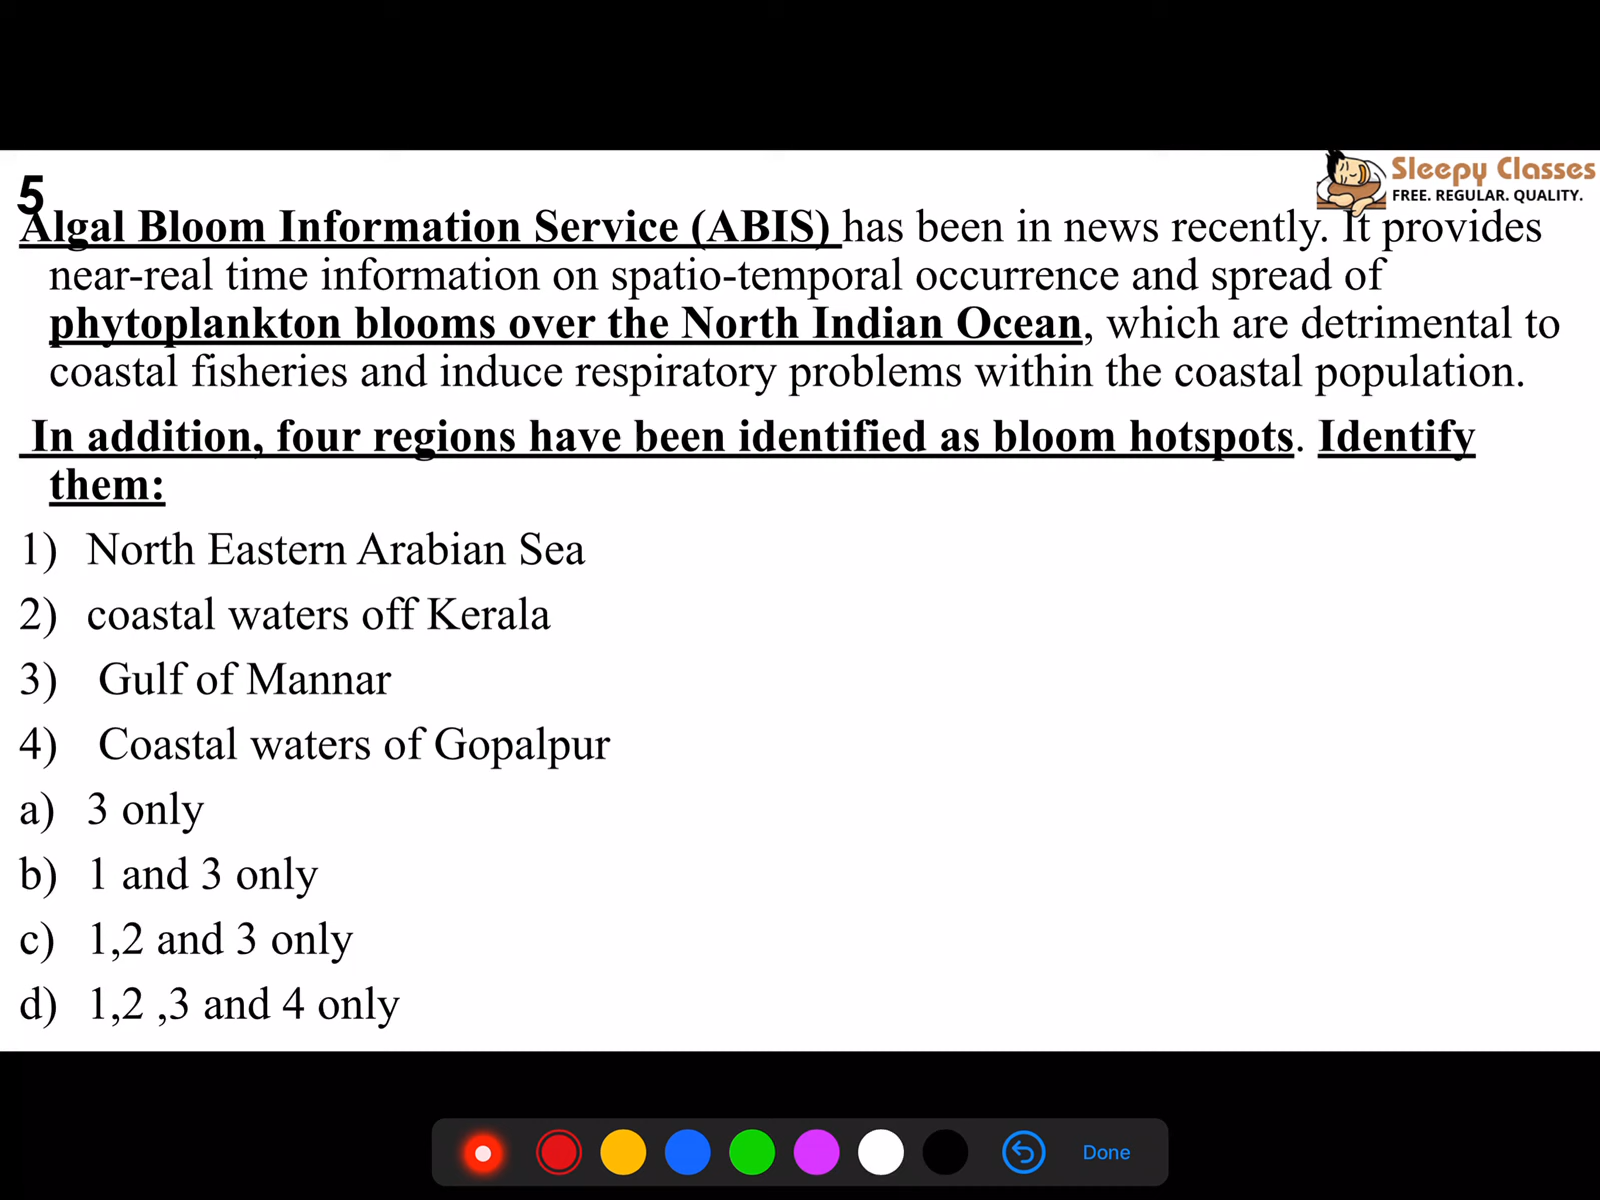 5
Sleepy Classes
FREE. REGULAR. QUALITY.
Algal Bloom Information Service (ABIS) has been in news recently. It provides
near-real time information on spatio-temporal occurrence and spread of
phytoplankton blooms over the North Indian Ocean, which are detrimental to
coastal fisheries and induce respiratory problems within the coastal population.
In addition, four regions have been identified as bloom hotspots. Identify
them:
1) North Eastern Arabian Sea
2) coastal waters off Kerala
3) Gulf of Mannar
4) Coastal waters of Gopalpur
a) 3 only
b) 1 and 3 only
c) 1,2 and 3 only
d) 1,2 ,3 and 4 only
Done